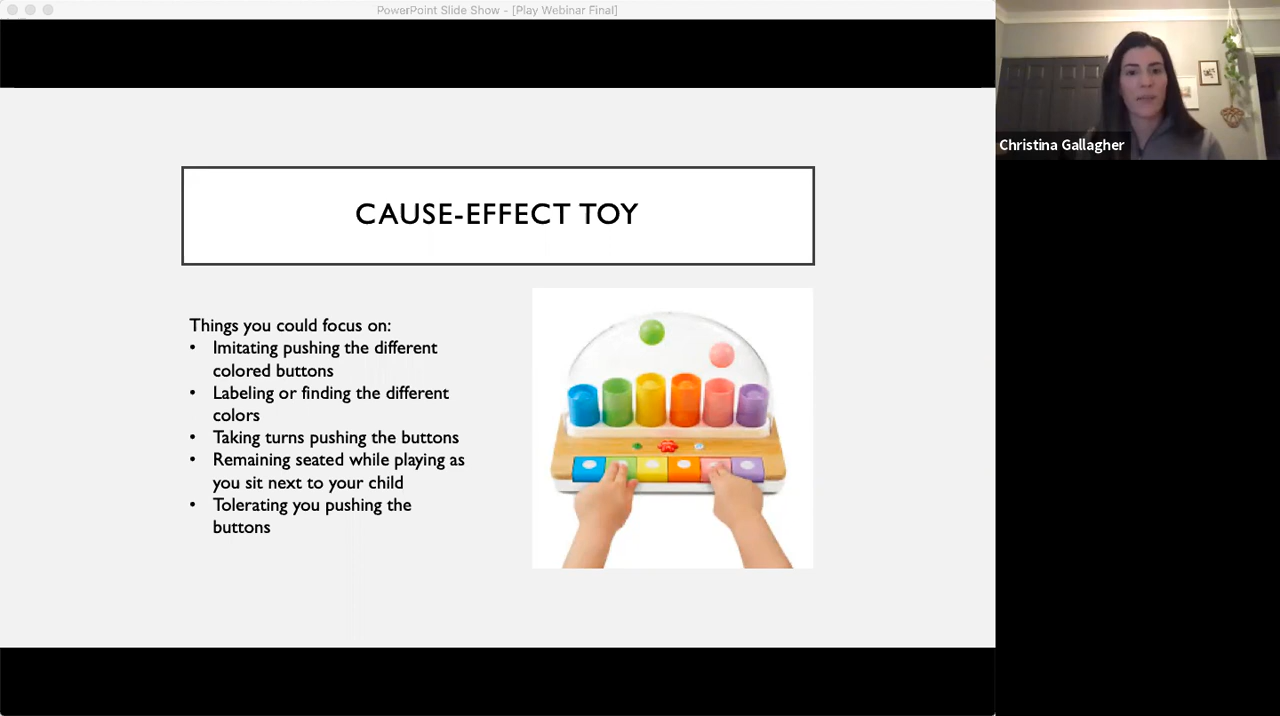 PowerPoint Slide Show - [Play Webinar Final]
Christina Gallagher
CAUSE-EFFECT TOY
Things you could focus on:
• Imitating pushing the different
colored buttons
• Labeling or finding the different
colors
• Taking turns pushing the buttons
• Remaining seated while playing as
you sit next to your child
• Tolerating you pushing the
buttons